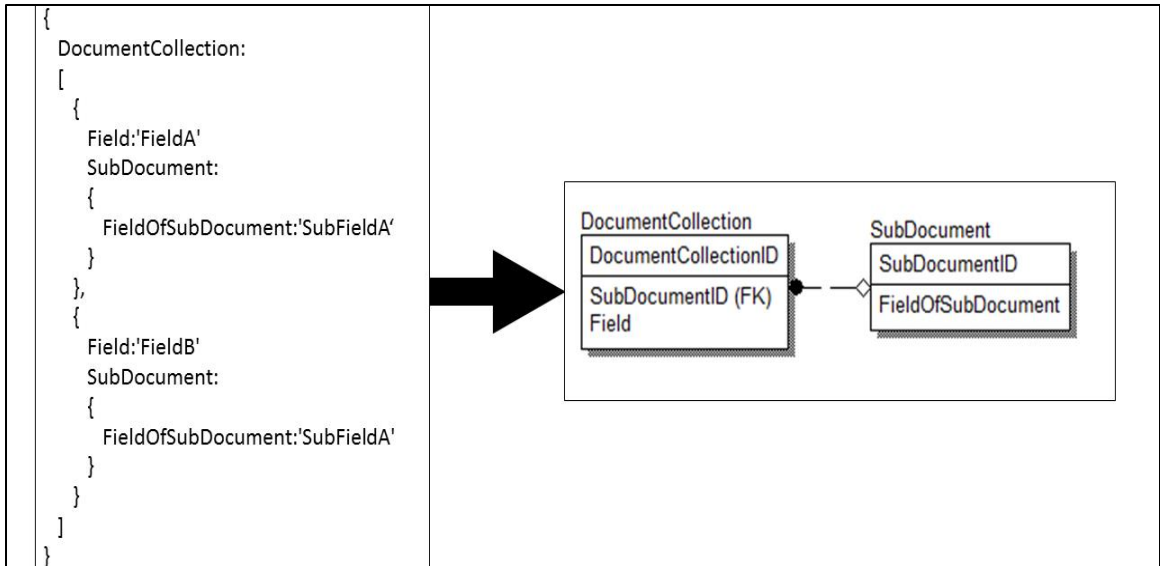 {
DocumentCollection:
[
{
Field:'FieldA'
SubDocument:
{
FieldOfSubDocument:'SubFieldA‘
}
},
{
Field:'FieldB'
SubDocument:
{
FieldOfSubDocument:'SubFieldA'
}
}
]
}
DocumentCollection
DocumentCollectionID
SubDocumentID (FK)
Field
SubDocument
SubDocumentID
FieldOfSubDocument